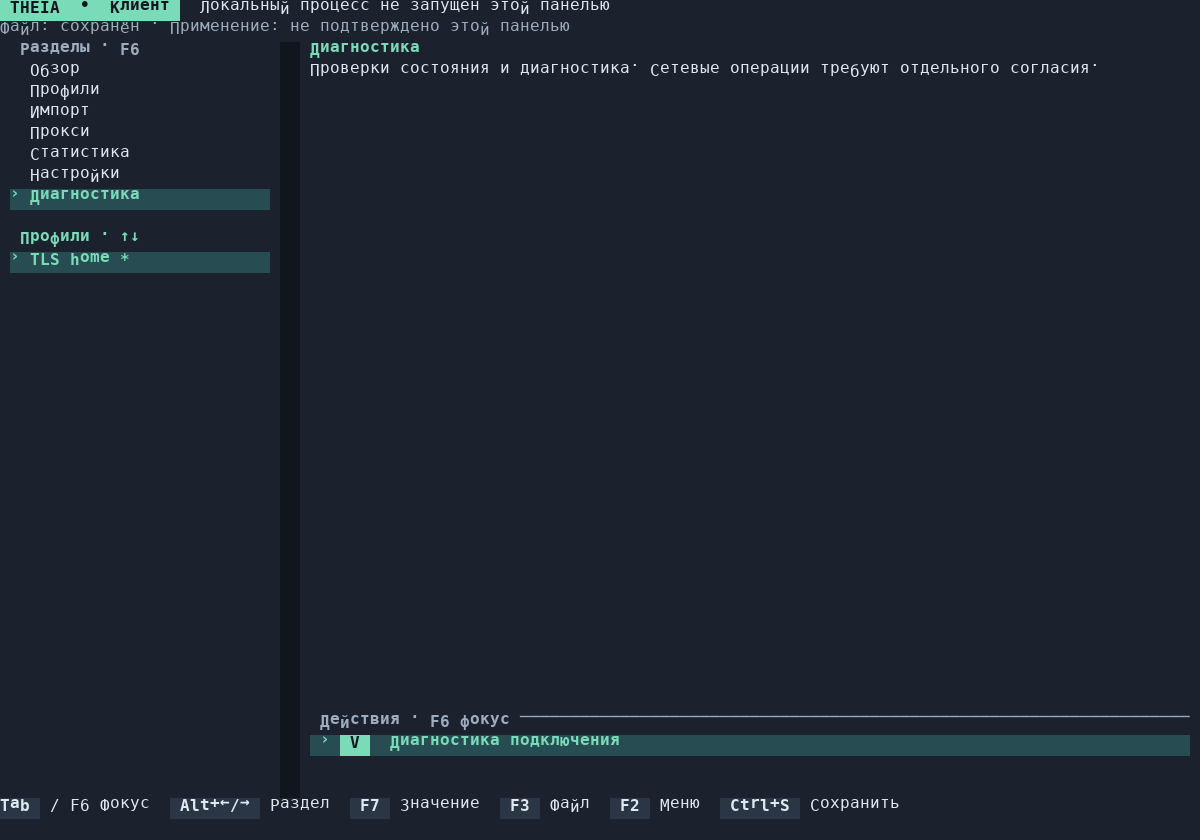 THEIA • Клиент Локальный процесс не запущен этой панелью
Файл: сохранён · Применение: не подтверждено этой панелью
Разделы · F6
Обзор
Профили
Импорт
Прокси
Статистика
Настройки
› Диагностика
Профили · ↑↓
› TLS home *
Диагностика
Проверки состояния и диагностика. Сетевые операции требуют отдельного согласия.
Действия · F6 фокус
› V Диагностика подключения
Tab / F6 Фокус Alt+←/→ Раздел F7 Значение F3 Файл F2 Меню Ctrl+S Сохранить